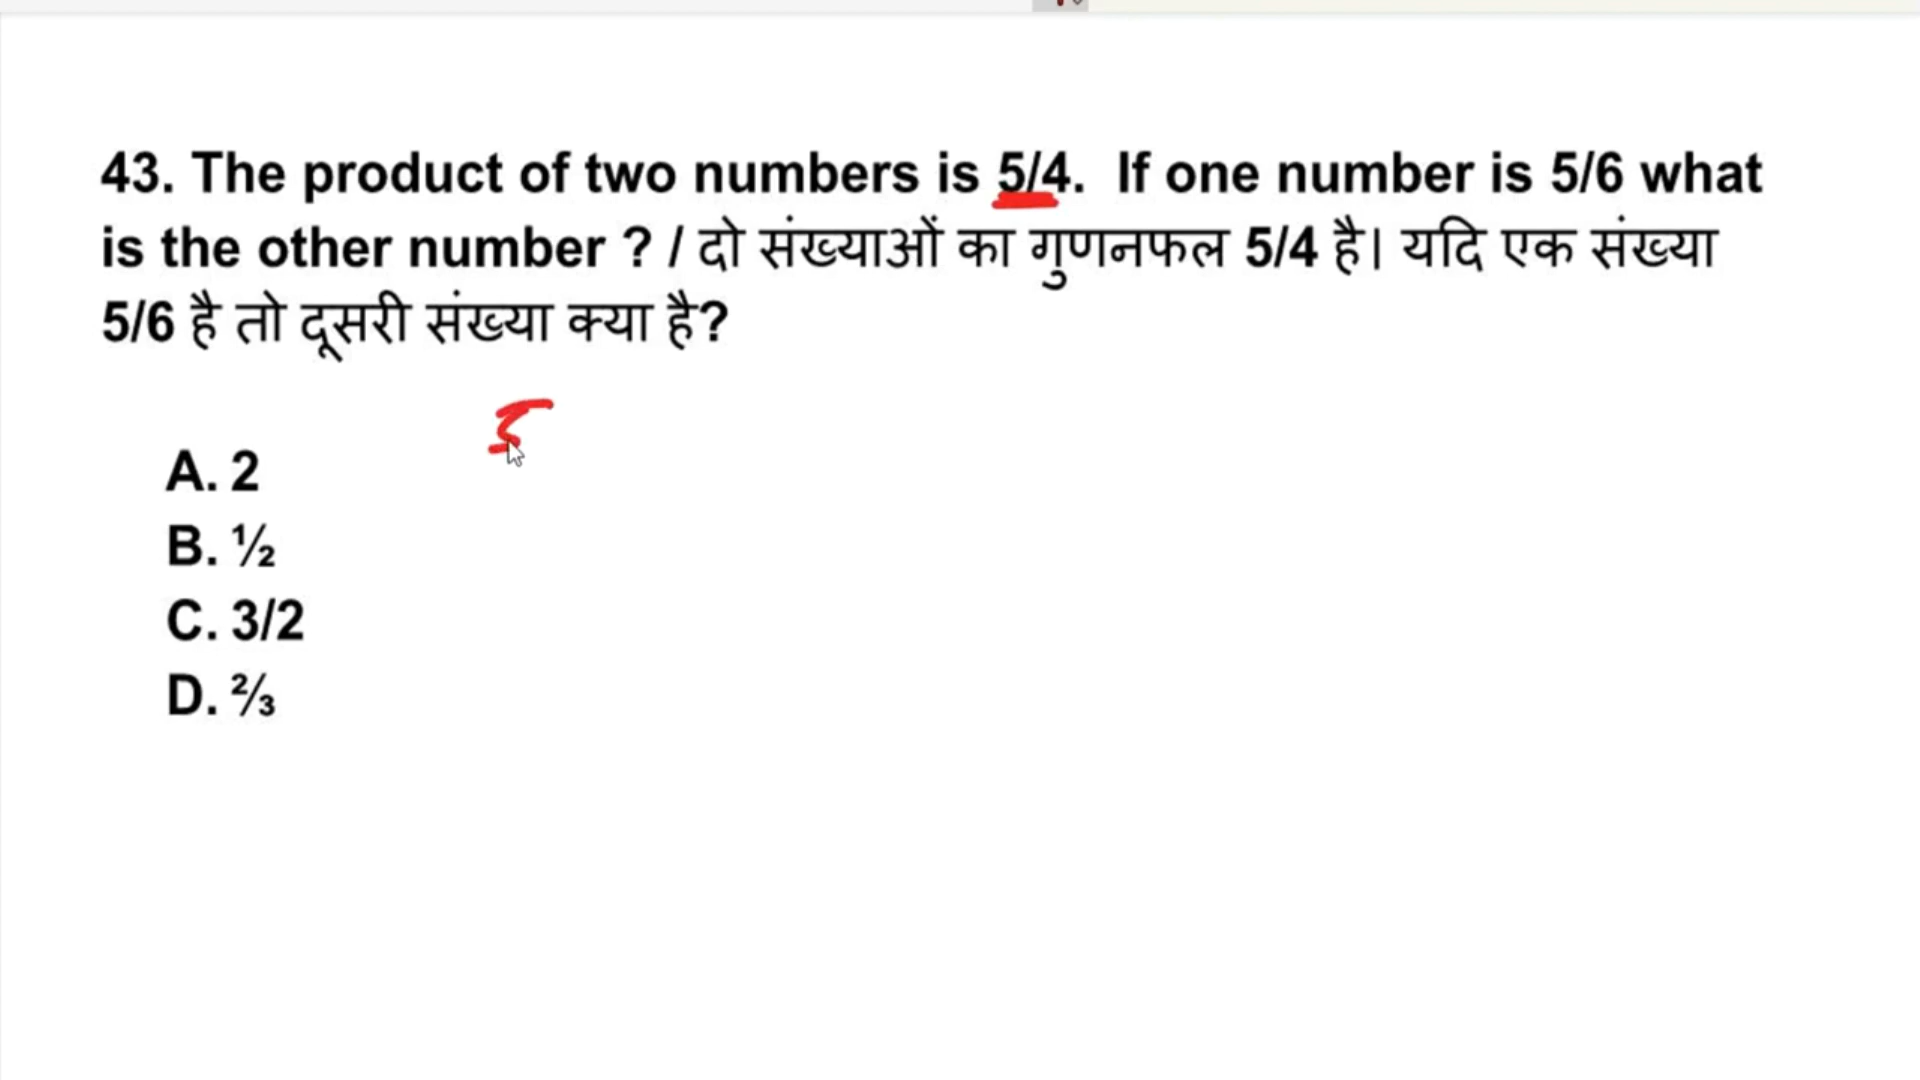 43. The product of two numbers is 5/4. If one number is 5/6 what
is the other number ? / दो संख्याओं का गुणनफल 5/4 है। यदि एक संख्या
5/6 है तो दूसरी संख्या क्या है?
5
A. 2
B. ½
C. 3/2
D. ⅔